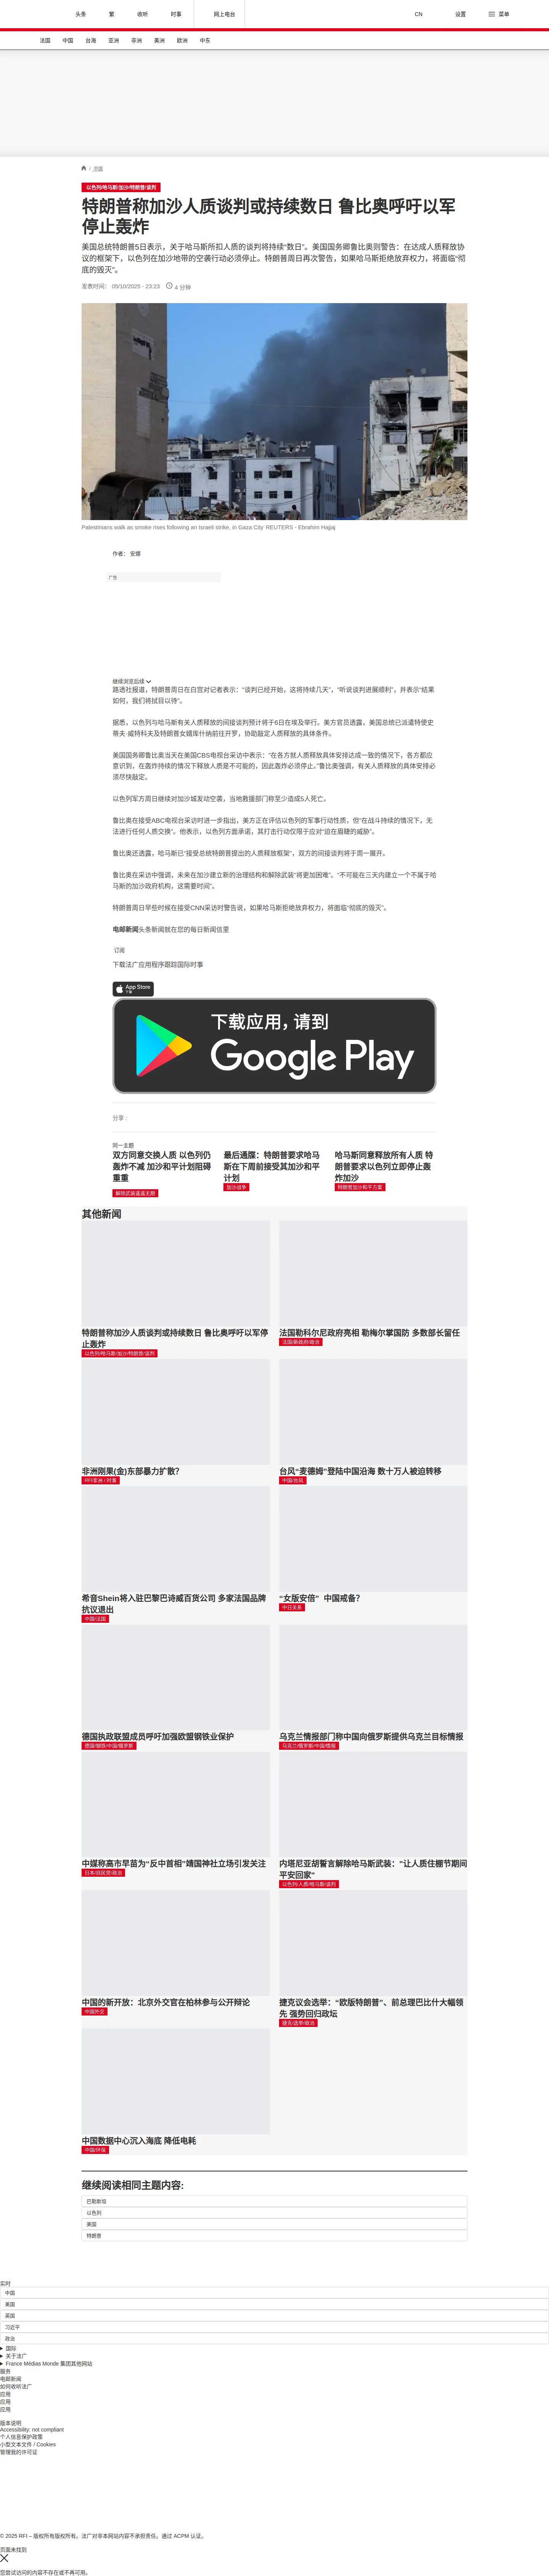 头条
繁
收听
时事
网上电台
CN
设置
菜单
法国
中国
台海
亚洲
非洲
美洲
欧洲
中东
/ 中国
以色列/哈马斯/加沙/特朗普/谈判
特朗普称加沙人质谈判或持续数日 鲁比奥呼吁以军
停止轰炸
美国总统特朗普5日表示，关于哈马斯所扣人质的谈判将持续“数日”。美国国务卿鲁比奥则警告：在达成人质释放协
议的框架下，以色列在加沙地带的空袭行动必须停止。特朗普周日再次警告，如果哈马斯拒绝放弃权力，将面临“彻
底的毁灭”。
发表时间： 05/10/2025 - 23:23
4 分钟
Palestinians walk as smoke rises following an Israeli strike, in Gaza City REUTERS - Ebrahim Hajjaj
作者： 安娜
广告
继续浏览后续
路透社报道，特朗普周日在白宫对记者表示：“谈判已经开始，这将持续几天”，“听说谈判进展顺利”，并表示“结果
如何，我们将拭目以待”。
据悉，以色列与哈马斯有关人质释放的间接谈判预计将于6日在埃及举行。美方官员透露，美国总统已派遣特使史
蒂夫·威特科夫及特朗普女婿库什纳前往开罗，协助敲定人质释放的具体条件。
美国国务卿鲁比奥当天在美国CBS电视台采访中表示：“在各方就人质释放具体安排达成一致的情况下，各方都应
意识到，在轰炸持续的情况下释放人质是不可能的，因此轰炸必须停止。”鲁比奥强调，有关人质释放的具体安排必
须尽快敲定。
以色列军方周日继续对加沙城发动空袭，当地救援部门称至少造成5人死亡。
鲁比奥在接受ABC电视台采访时进一步指出，美方正在评估以色列的军事行动性质，但“在战斗持续的情况下，无
法进行任何人质交换”。他表示，以色列方面承诺，其打击行动仅限于应对“迫在眉睫的威胁”。
鲁比奥还透露，哈马斯已“接受总统特朗普提出的人质释放框架”，双方的间接谈判将于周一展开。
鲁比奥在采访中强调，未来在加沙建立新的治理结构和解除武装“将更加困难”。“不可能在三天内建立一个不属于哈
马斯的加沙政府机构，这需要时间”。
特朗普周日早些时候在接受CNN采访时警告说，如果哈马斯拒绝放弃权力，将面临“彻底的毁灭”。
电邮新闻头条新闻就在您的每日新闻信里
订阅
下载法广应用程序跟踪国际时事
App Store
下载
下载应用，请到
Google Play
分享 :
同一主题
双方同意交换人质 以色列仍
轰炸不减 加沙和平计划阻碍
重重
解除武装遥遥无期
最后通牒：特朗普要求哈马
斯在下周前接受其加沙和平
计划
加沙战争
哈马斯同意释放所有人质 特
朗普要求以色列立即停止轰
炸加沙
特朗普加沙和平方案
其他新闻
特朗普称加沙人质谈判或持续数日 鲁比奥呼吁以军停
止轰炸
以色列/哈马斯/加沙/特朗普/谈判
法国勒科尔尼政府亮相 勒梅尔掌国防 多数部长留任
法国/新政府/政治
非洲刚果(金)东部暴力扩散？
RFI非洲 / 时事
台风“麦德姆”登陆中国沿海 数十万人被迫转移
中国/台风
希音Shein将入驻巴黎巴诗威百货公司 多家法国品牌
抗议退出
中国/法国
“女版安倍” 中国戒备？
中日关系
德国执政联盟成员呼吁加强欧盟钢铁业保护
德国/钢铁/中国/俄罗斯
乌克兰情报部门称中国向俄罗斯提供乌克兰目标情报
乌克兰/俄罗斯/中国/情报
中媒称高市早苗为“反中首相”靖国神社立场引发关注
日本/自民党/政治
内塔尼亚胡誓言解除哈马斯武装：“让人质住棚节期间
平安回家”
以色列/人质/哈马斯/谈判
中国的新开放：北京外交官在柏林参与公开辩论
中国外交
捷克议会选举：“欧版特朗普”、前总理巴比什大幅领
先 强势回归政坛
捷克/选举/政治
中国数据中心沉入海底 降低电耗
中国/环保
继续阅读相同主题内容:
巴勒斯坦
以色列
美国
特朗普
实时
中国
美国
英国
习近平
政治
国际
关于法广
France Médias Monde 集团其他网站
服务
电邮新闻
如何收听法广
应用
应用
应用
版本说明
Accessibility: not compliant
个人信息保护政策
小型文本文件 / Cookies
管理我的许可证
© 2025 RFI – 版权所有版权所有。法广对非本网站内容不承担责任。通过 ACPM 认证。
页面未找到
您尝试访问的内容不存在或不再可用。